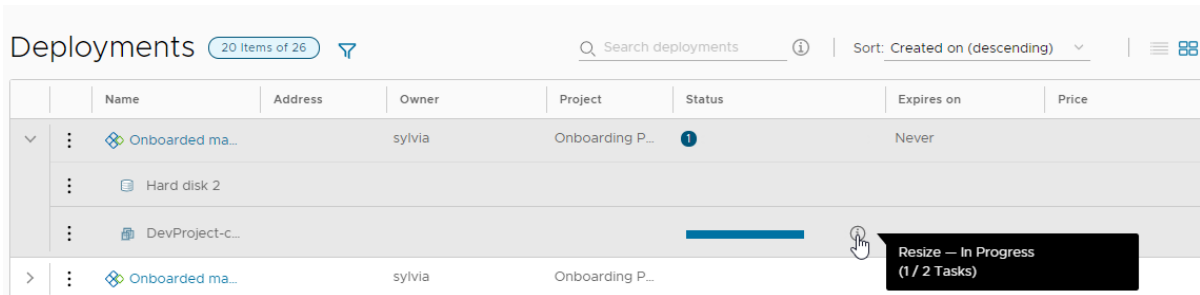 Deployments 20 Items of 26 Search deployments Sort: Created on (descending)
Name Address Owner Project Status Expires on Price
Onboarded ma... sylvia Onboarding P... 1 Never
Hard disk 2
DevProject-c...
Resize — In Progress
(1 / 2 Tasks)
Onboarded ma... sylvia Onboarding P...